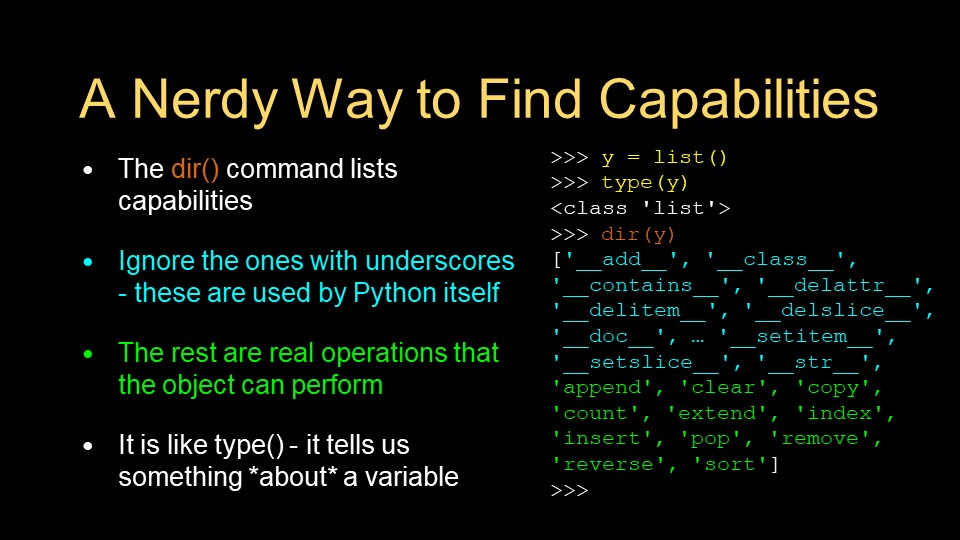 A Nerdy Way to Find Capabilities
• The dir() command lists
capabilities
• Ignore the ones with underscores
- these are used by Python itself
• The rest are real operations that
the object can perform
• It is like type() - it tells us
something *about* a variable
>>> y = list()
>>> type(y)
<class 'list'>
>>> dir(y)
['__add__', '__class__',
'__contains__', '__delattr__',
'__delitem__', '__delslice__',
'__doc__', … '__setitem__',
'__setslice__', '__str__',
'append', 'clear', 'copy',
'count', 'extend', 'index',
'insert', 'pop', 'remove',
'reverse', 'sort']
>>>